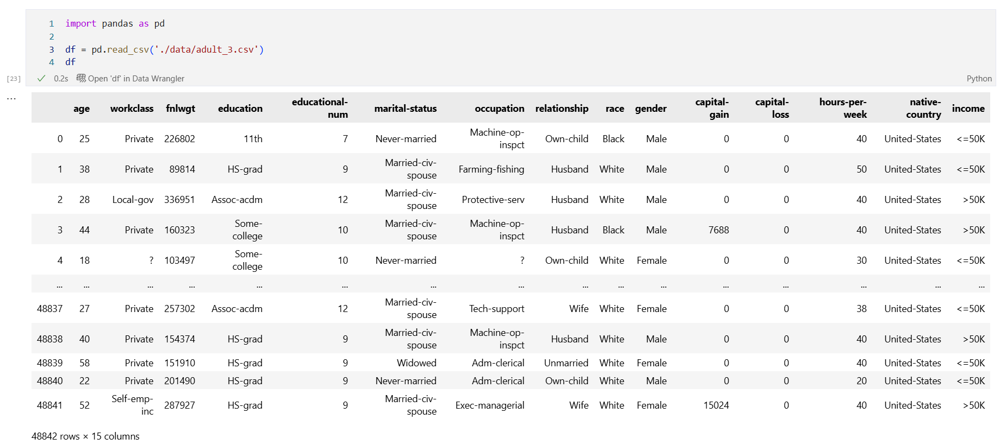 1 import pandas as pd
2
3 df = pd.read_csv('./data/adult_3.csv')
4 df
[23] 0.2s Open 'df' in Data Wrangler Python
...
age workclass fnlwgt education educational-num marital-status occupation relationship race gender capital-gain capital-loss hours-per-week native-country income
0 25 Private 226802 11th 7 Never-married Machine-op-inspct Own-child Black Male 0 0 40 United-States <=50K
1 38 Private 89814 HS-grad 9 Married-civ-spouse Farming-fishing Husband White Male 0 0 50 United-States <=50K
2 28 Local-gov 336951 Assoc-acdm 12 Married-civ-spouse Protective-serv Husband White Male 0 0 40 United-States >50K
3 44 Private 160323 Some-college 10 Married-civ-spouse Machine-op-inspct Husband Black Male 7688 0 40 United-States >50K
4 18 ? 103497 Some-college 10 Never-married ? Own-child White Female 0 0 30 United-States <=50K
... ... ... ... ... ... ... ... ... ... ... ... ... ... ... ...
48837 27 Private 257302 Assoc-acdm 12 Married-civ-spouse Tech-support Wife White Female 0 0 38 United-States <=50K
48838 40 Private 154374 HS-grad 9 Married-civ-spouse Machine-op-inspct Husband White Male 0 0 40 United-States >50K
48839 58 Private 151910 HS-grad 9 Widowed Adm-clerical Unmarried White Female 0 0 40 United-States <=50K
48840 22 Private 201490 HS-grad 9 Never-married Adm-clerical Own-child White Male 0 0 20 United-States <=50K
48841 52 Self-emp-inc 287927 HS-grad 9 Married-civ-spouse Exec-managerial Wife White Female 15024 0 40 United-States >50K
48842 rows × 15 columns